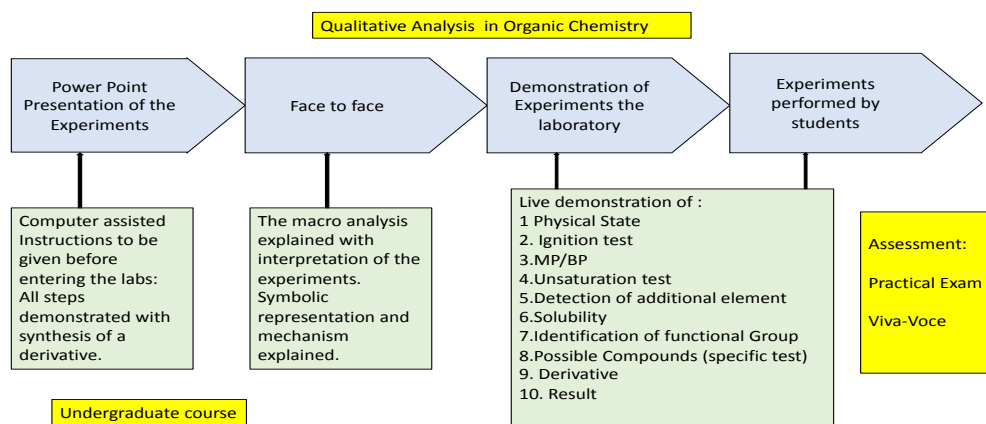 Qualitative Analysis in Organic Chemistry
Power Point
Presentation of the
Experiments
Face to face
Demonstration of
Experiments the
laboratory
Experiments
performed by
students
Computer assisted
Instructions to be
given before
entering the labs:
All steps
demonstrated with
synthesis of a
derivative.
The macro analysis
explained with
interpretation of the
experiments.
Symbolic
representation and
mechanism
explained.
Live demonstration of :
1 Physical State
2. Ignition test
3.MP/BP
4.Unsaturation test
5.Detection of additional element
6.Solubility
7.Identification of functional Group
8.Possible Compounds (specific test)
9. Derivative
10. Result
Assessment:
Practical Exam
Viva-Voce
Undergraduate course